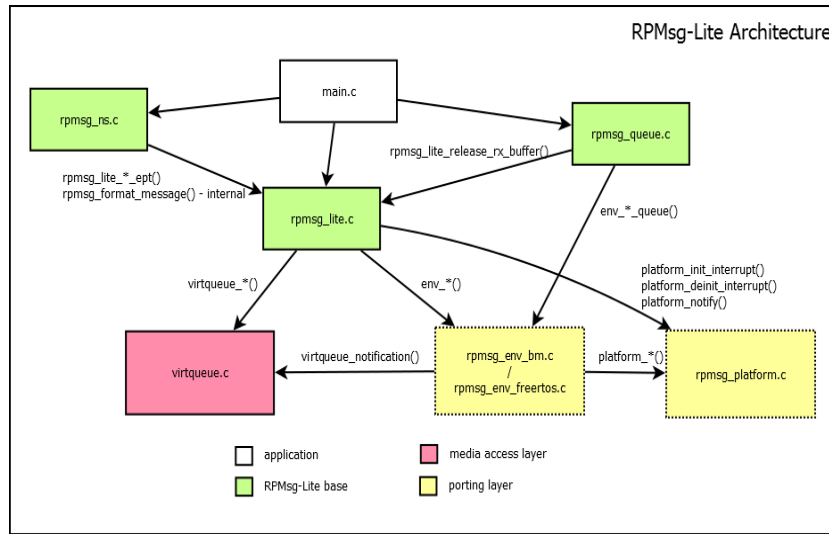 RPMsg-Lite Architecture
main.c
rpmsg_ns.c
rpmsg_queue.c
rpmsg_lite_release_rx_buffer()
rpmsg_lite_*_ept()
rpmsg_format_message() - internal
rpmsg_lite.c
env_*_queue()
virtqueue_*()
env_*()
platform_init_interrupt()
platform_deinit_interrupt()
platform_notify()
virtqueue.c
virtqueue_notification()
rpmsg_env_bm.c
/
rpmsg_env_freertos.c
platform_*()
rpmsg_platform.c
application
media access layer
RPMsg-Lite base
porting layer